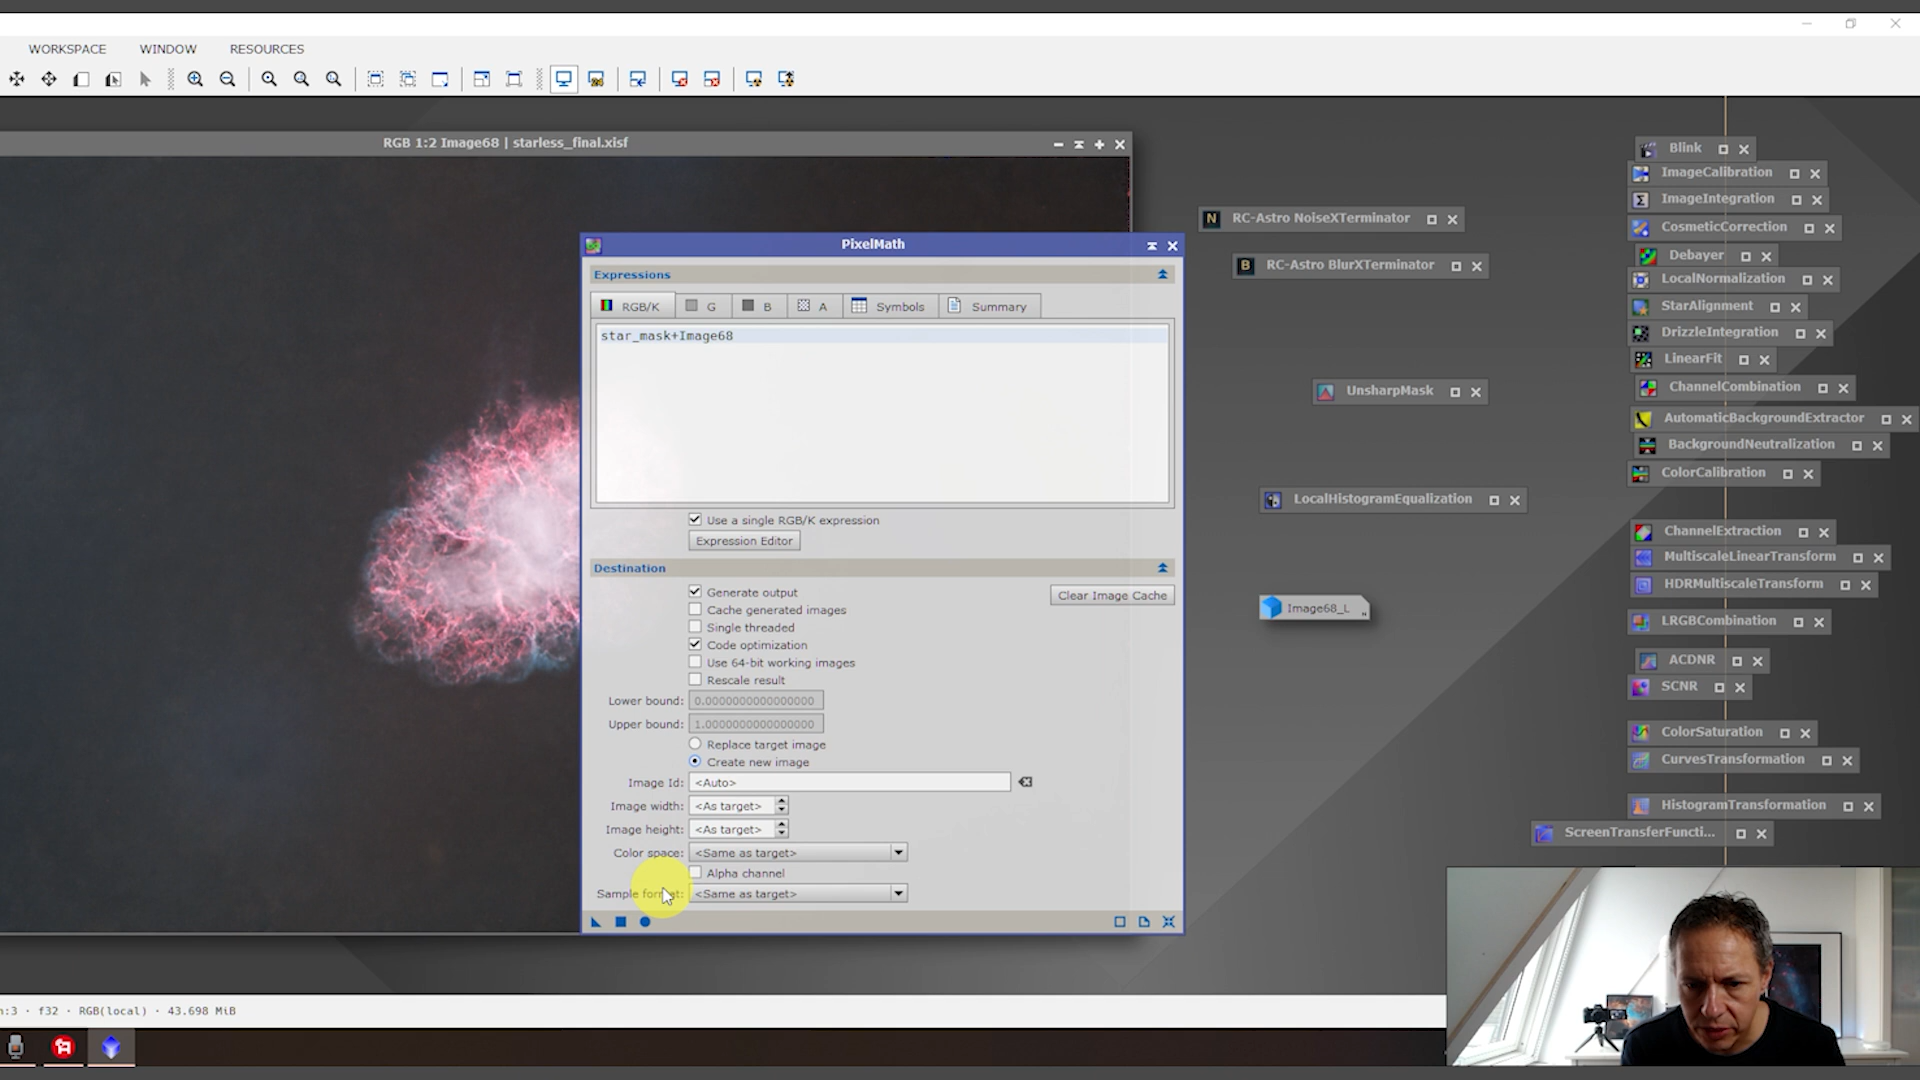 WORKSPACE WINDOW RESOURCES
RGB 1:2 Image68 | starless_final.xisf
PixelMath
Expressions
RGB/K G B A Symbols Summary
star_mask+Image68
Use a single RGB/K expression
Expression Editor
Destination
Generate output
Clear Image Cache
Cache generated images
Single threaded
Code optimization
Use 64-bit working images
Rescale result
Lower bound: 0.0000000000000000
Upper bound: 1.0000000000000000
Replace target image
Create new image
Image Id: <Auto>
Image width: <As target>
Image height: <As target>
Color space: <Same as target>
Alpha channel
Sample format: <Same as target>
N RC-Astro NoiseXTerminator
B RC-Astro BlurXTerminator
UnsharpMask
LocalHistogramEqualization
Image68_L
Blink
ImageCalibration
ImageIntegration
CosmeticCorrection
Debayer
LocalNormalization
StarAlignment
DrizzleIntegration
LinearFit
ChannelCombination
AutomaticBackgroundExtractor
BackgroundNeutralization
ColorCalibration
ChannelExtraction
MultiscaleLinearTransform
HDRMultiscaleTransform
LRGBCombination
ACDNR
SCNR
ColorSaturation
CurvesTransformation
HistogramTransformation
ScreenTransferFuncti...
n:3 · f32 · RGB(local) · 43.698 MiB